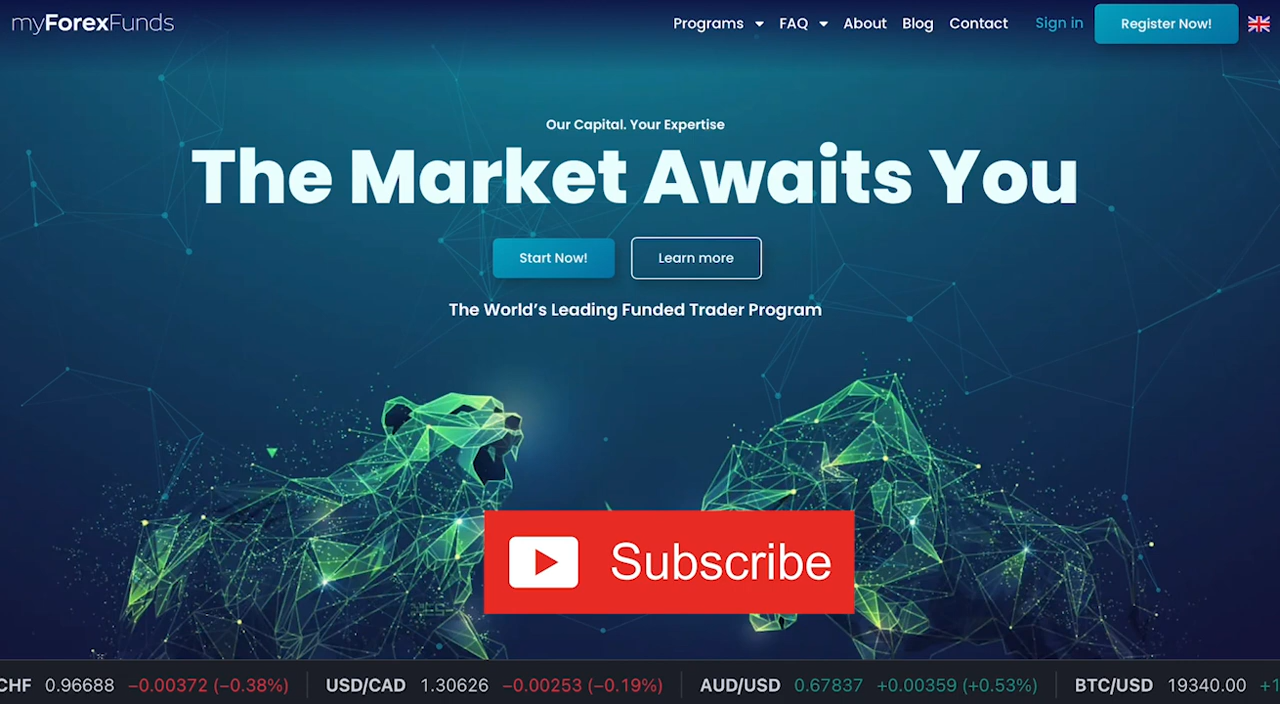 myForexFunds
Programs FAQ About Blog Contact Sign in Register Now!
Our Capital. Your Expertise
The Market Awaits You
Start Now! Learn more
The World’s Leading Funded Trader Program
Subscribe
CHF 0.96688 −0.00372 (−0.38%) USD/CAD 1.30626 −0.00253 (−0.19%) AUD/USD 0.67837 +0.00359 (+0.53%) BTC/USD 19340.00 +1